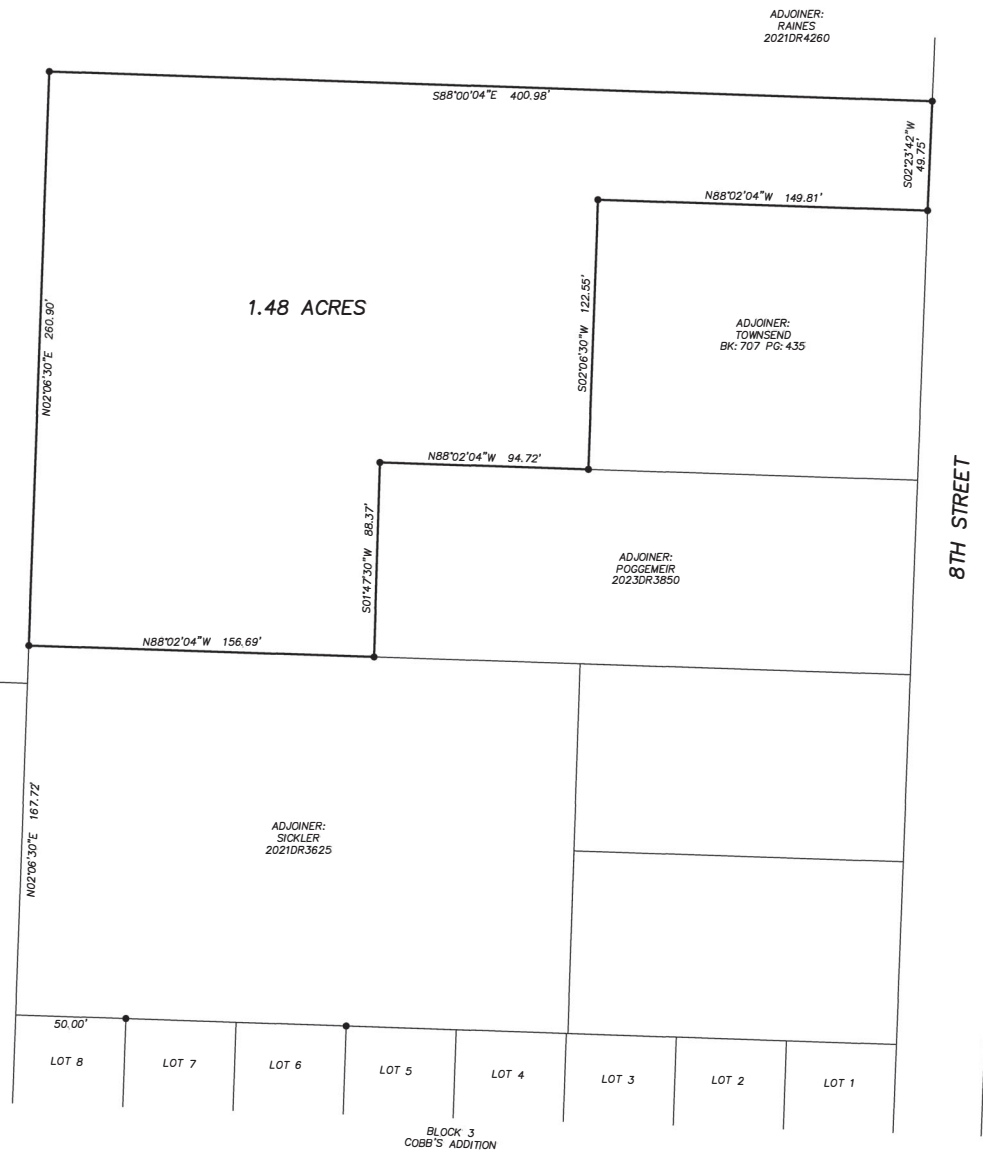 ADJOINER:
RAINES
2021DR4260
S88°00'04"E 400.98'
S02°23'42"W
49.75'
N88°02'04"W 149.81'
N02°06'30"E 260.90'
1.48 ACRES
S02°06'30"W 122.55'
ADJOINER:
TOWNSEND
BK: 707 PG: 435
N88°02'04"W 94.72'
8TH STREET
S01°47'30"W 88.37'
ADJOINER:
POGGEMEIR
2023DR3850
N88°02'04"W 156.69'
N02°06'30"E 167.72'
ADJOINER:
SICKLER
2021DR3625
50.00'
LOT 8
LOT 7
LOT 6
LOT 5
LOT 4
LOT 3
LOT 2
LOT 1
BLOCK 3
COBB'S ADDITION